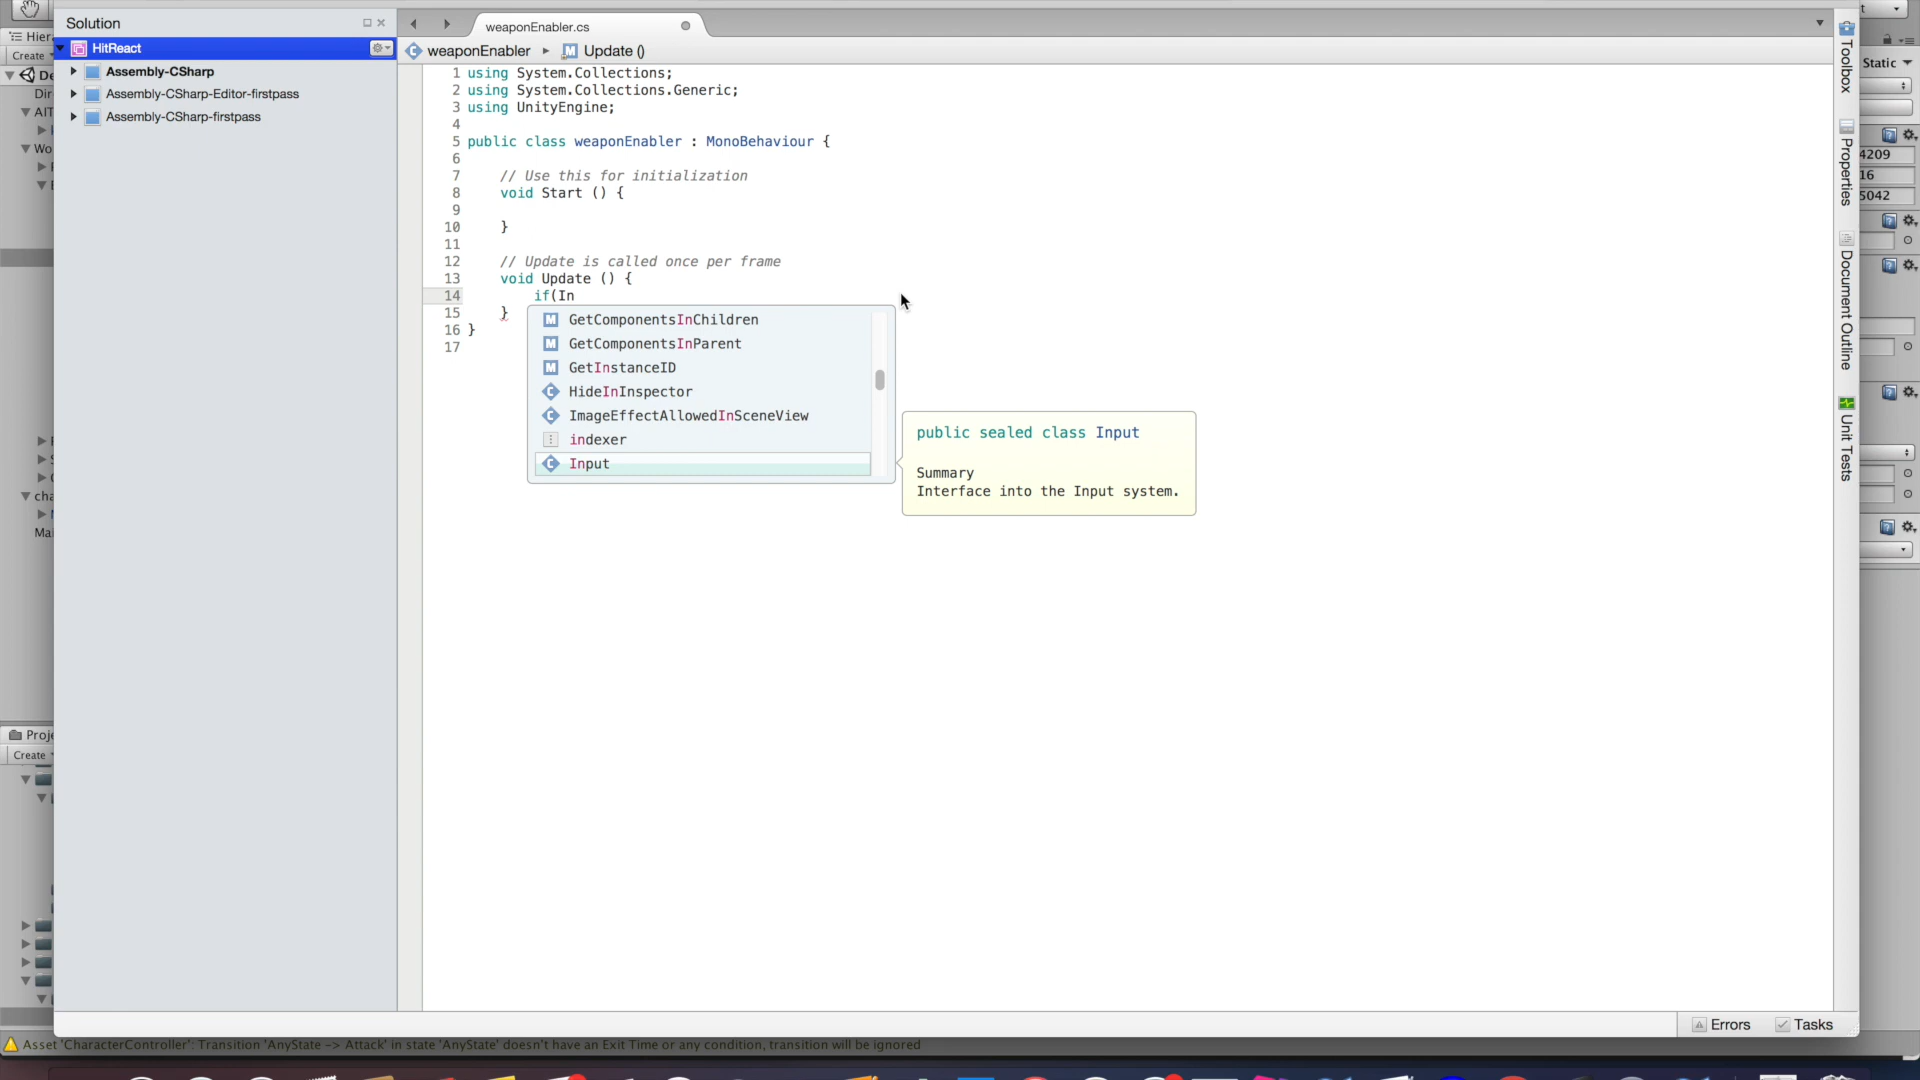 Solution
HitReact
Assembly-CSharp
Assembly-CSharp-Editor-firstpass
Assembly-CSharp-firstpass
Create
weaponEnabler.cs
weaponEnabler
Update ()
1 using System.Collections;
2 using System.Collections.Generic;
3 using UnityEngine;
4
5 public class weaponEnabler : MonoBehaviour {
6
7 // Use this for initialization
8 void Start () {
9
10 }
11
12 // Update is called once per frame
13 void Update () {
14 if(In
15 }
16 }
17
GetComponentsInChildren
GetComponentsInParent
GetInstanceID
HideInInspector
ImageEffectAllowedInSceneView
indexer
Input
public sealed class Input
Summary
Interface into the Input system.
Toolbox
Properties
Document Outline
Unit Tests
Static
4209
16
5042
Create
Errors
Tasks
Asset 'CharacterController': Transition 'AnyState -> Attack' in state 'AnyState' doesn't have an Exit Time or any condition, transition will be ignored